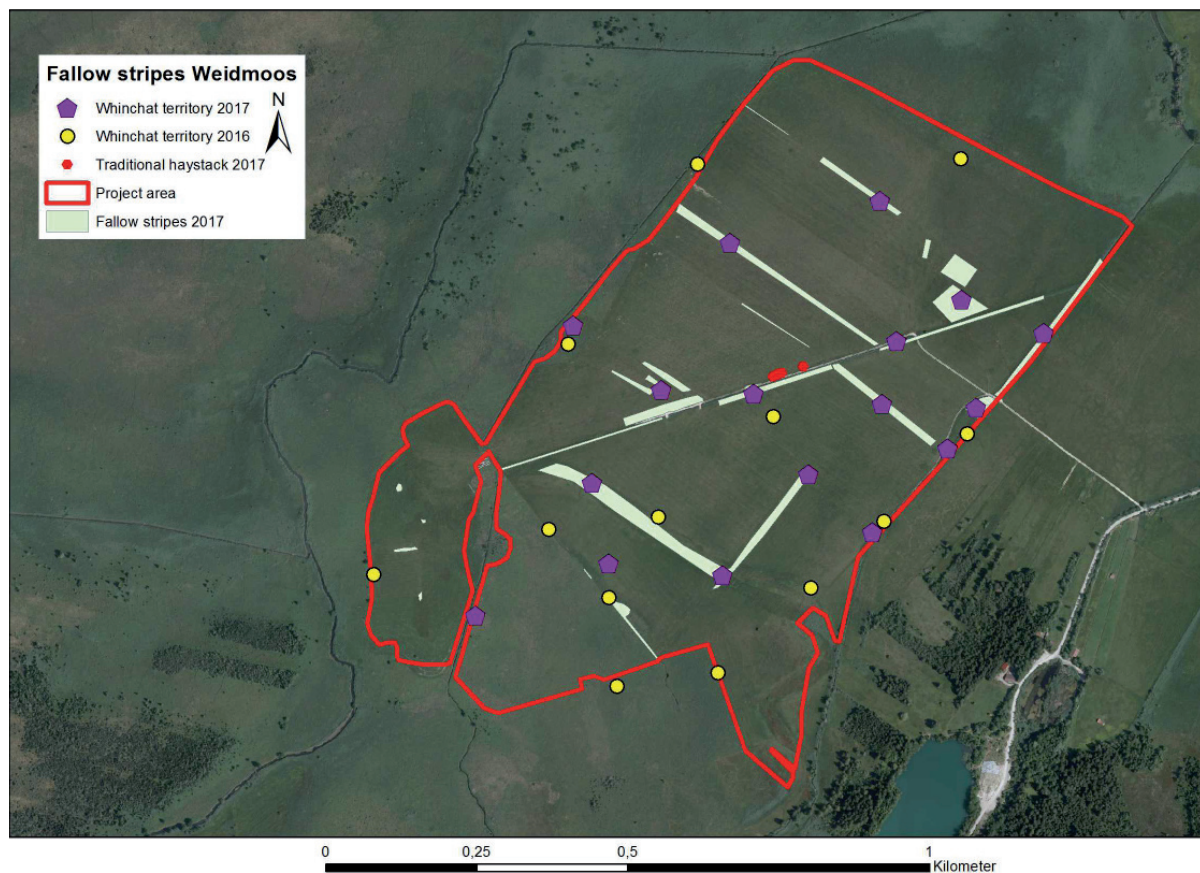 Fallow stripes Weidmoos
Whinchat territory 2017
N
Whinchat territory 2016
Traditional haystack 2017
Project area
Fallow stripes 2017
0 0,25 0,5 1
Kilometer